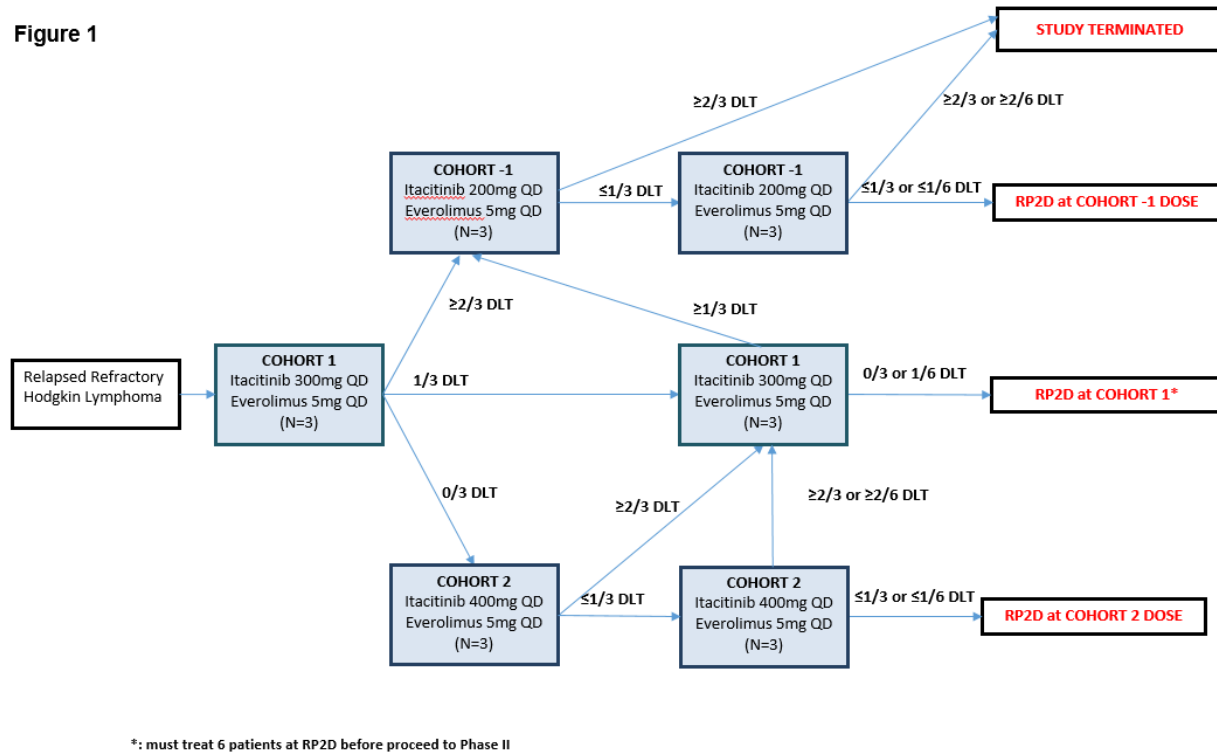 Figure 1
STUDY TERMINATED
≥2/3 DLT
≥2/3 or ≥2/6 DLT
COHORT -1
Itacitinib 200mg QD
Everolimus 5mg QD
(N=3)
≤1/3 DLT
COHORT -1
Itacitinib 200mg QD
Everolimus 5mg QD
(N=3)
≤1/3 or ≤1/6 DLT
RP2D at COHORT -1 DOSE
≥2/3 DLT
≥1/3 DLT
Relapsed Refractory
Hodgkin Lymphoma
COHORT 1
Itacitinib 300mg QD
Everolimus 5mg QD
(N=3)
1/3 DLT
COHORT 1
Itacitinib 300mg QD
Everolimus 5mg QD
(N=3)
0/3 or 1/6 DLT
RP2D at COHORT 1*
0/3 DLT
≥2/3 DLT
≥2/3 or ≥2/6 DLT
COHORT 2
Itacitinib 400mg QD
Everolimus 5mg QD
(N=3)
≤1/3 DLT
COHORT 2
Itacitinib 400mg QD
Everolimus 5mg QD
(N=3)
≤1/3 or ≤1/6 DLT
RP2D at COHORT 2 DOSE
*: must treat 6 patients at RP2D before proceed to Phase II